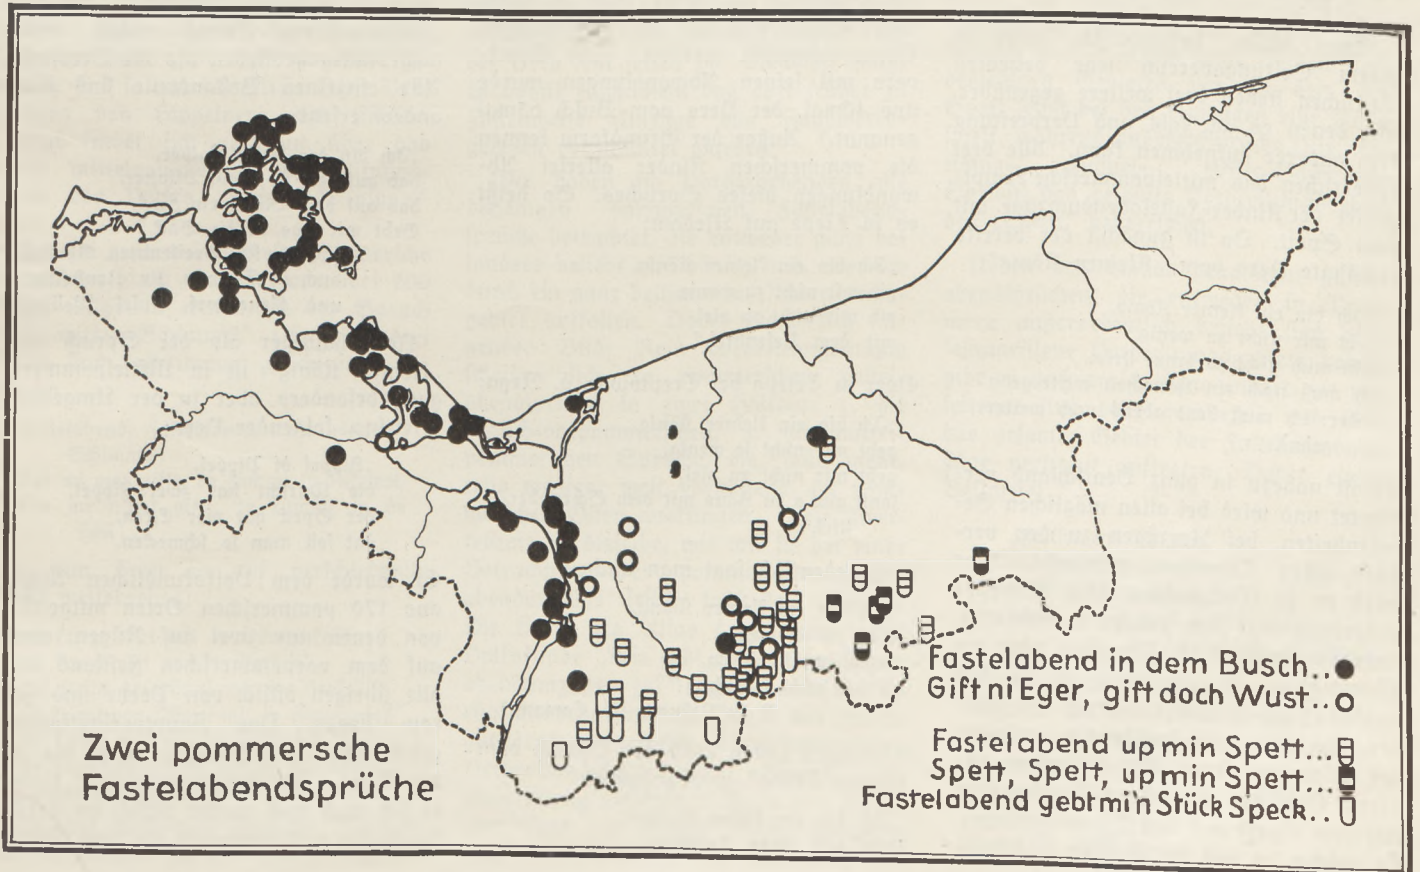 Zwei pommersche
Fastelabendsprüche
Fastelabend in dem Busch..
Gift ni Eger, gift doch Wust..
Fastelabend up min Spett...
Spett, Spett, up min Spett...
Fastelabend gebt mi'n Stück Speck..